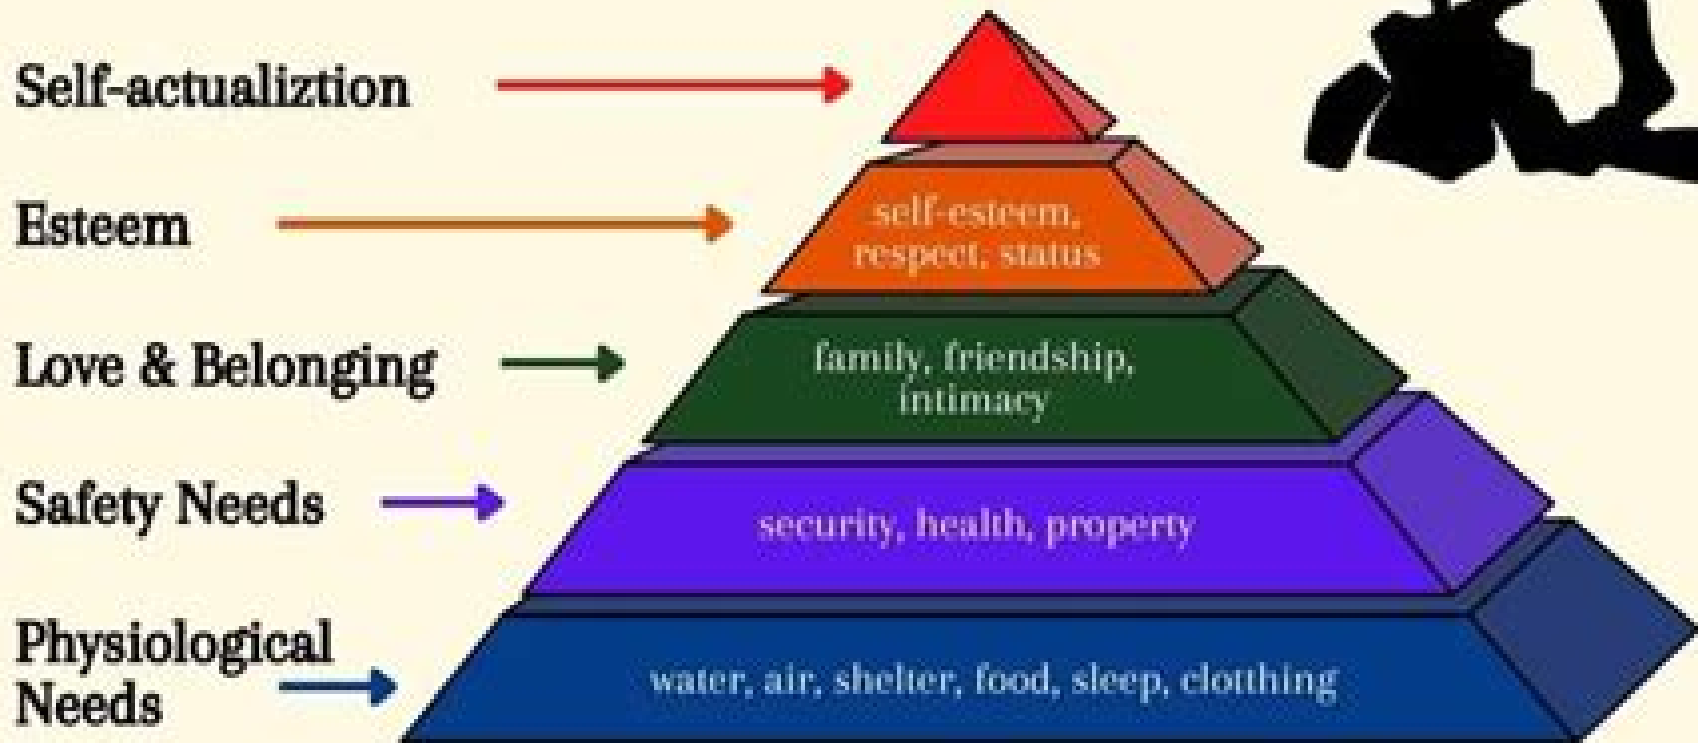 Self-actualiztion
Esteem
self-esteem,
respect, status
Love & Belonging
family, friendship,
intimacy
Safety Needs
security, health, property
Physiological
Needs
water, air, shelter, food, sleep, clotthing